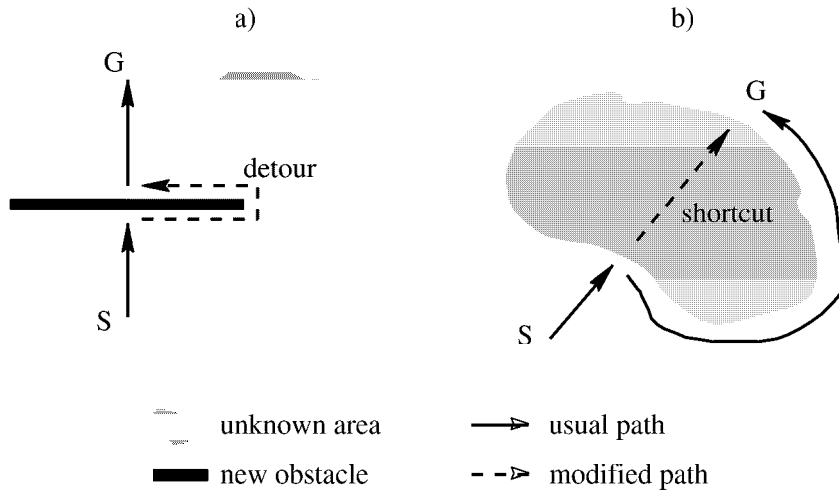 a)
b)
G
detour
S
G
shortcut
S
unknown area
usual path
new obstacle
modified path